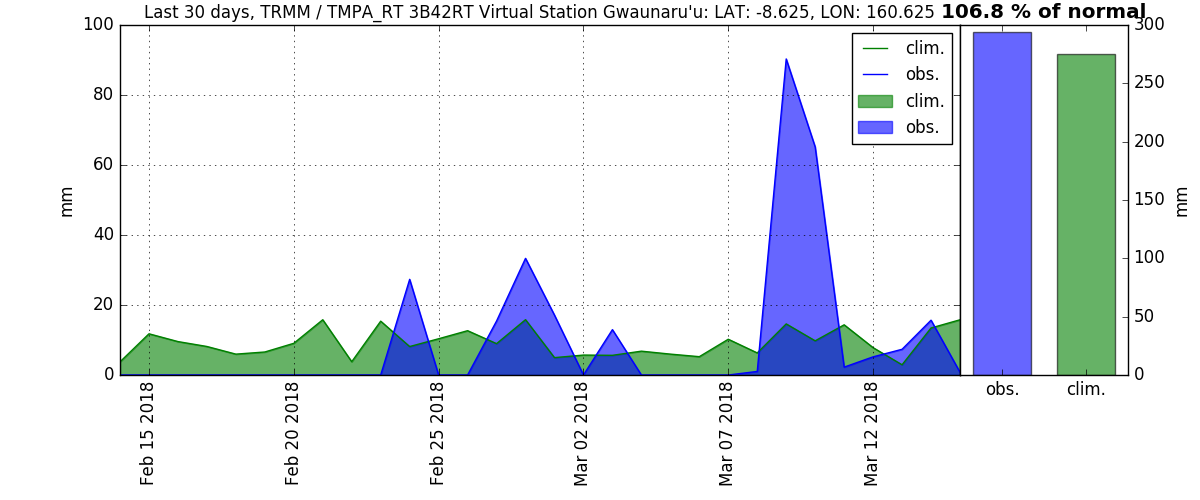 Last 30 days, TRMM / TMPA_RT 3B42RT Virtual Station Gwaunaru'u: LAT: -8.625, LON: 160.625 106.8 % of normal
100
80
60
40
20
0
mm
clim.
obs.
clim.
obs.
300
250
200
150
100
50
0
mm
Feb 15 2018
Feb 20 2018
Feb 25 2018
Mar 02 2018
Mar 07 2018
Mar 12 2018
obs.
clim.